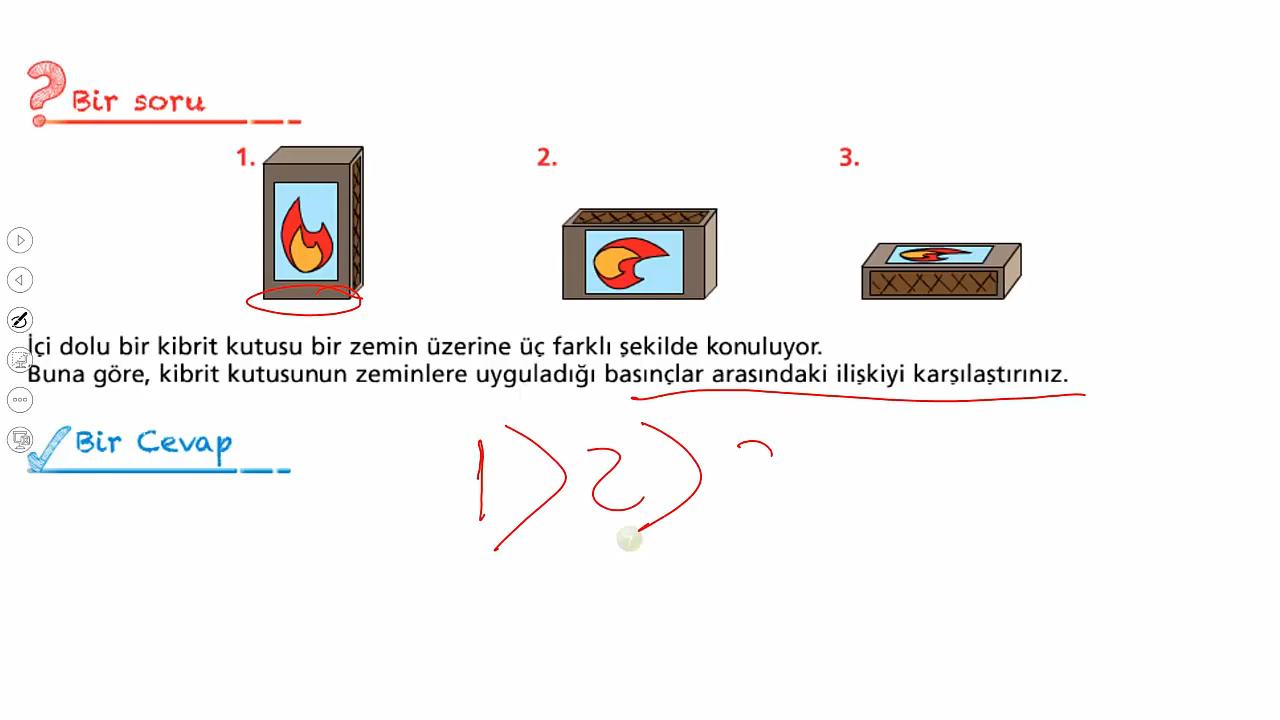 Bir soru
1. 2. 3.
İçi dolu bir kibrit kutusu bir zemin üzerine üç farklı şekilde konuluyor.
Buna göre, kibrit kutusunun zeminlere uyguladığı basınçlar arasındaki ilişkiyi karşılaştırınız.
Bir Cevap
1 > 2 >